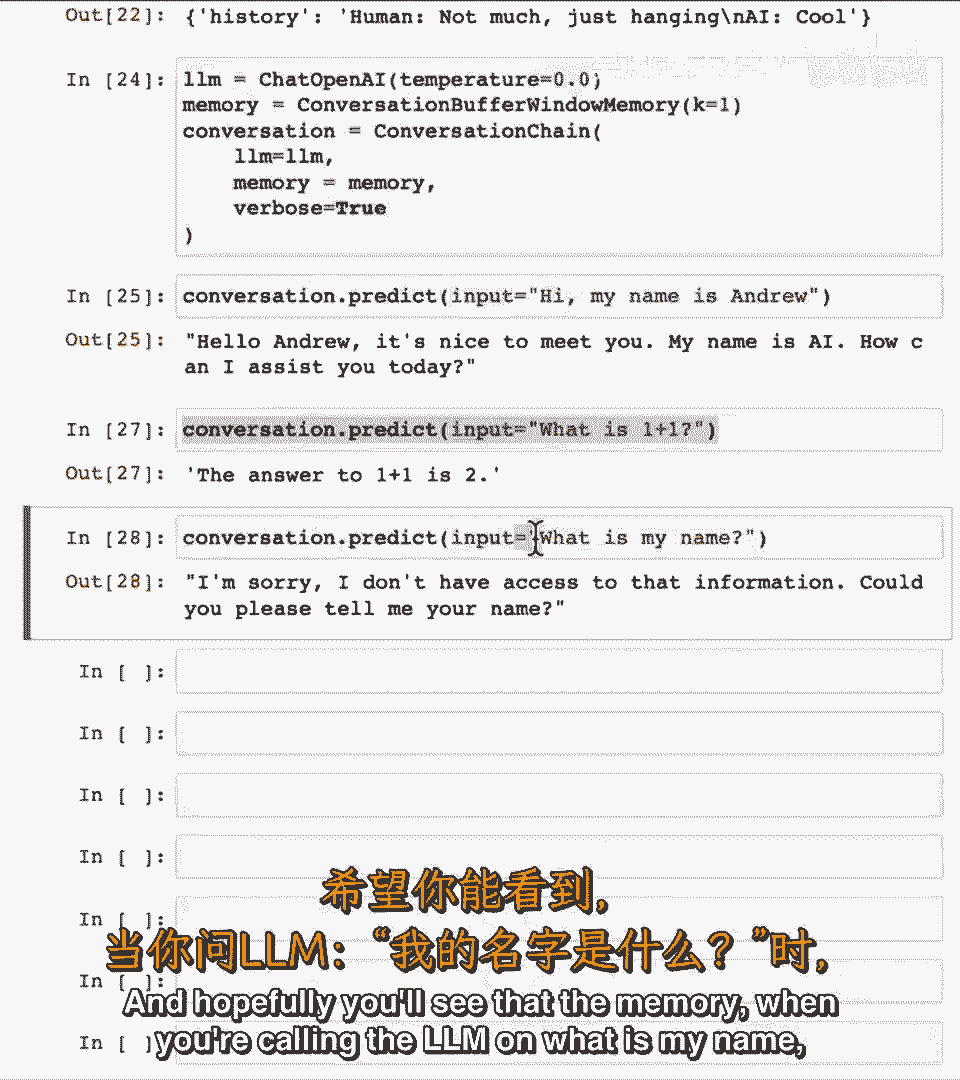 Out[22]: {'history': 'Human: Not much, just hanging\nAI: Cool'}
In [24]: llm = ChatOpenAI(temperature=0.0)
memory = ConversationBufferWindowMemory(k=1)
conversation = ConversationChain(
    llm=llm,
    memory = memory,
    verbose=True
)
In [25]: conversation.predict(input="Hi, my name is Andrew")
Out[25]: "Hello Andrew, it's nice to meet you. My name is AI. How c
an I assist you today?"
In [27]: conversation.predict(input="What is 1+1?")
Out[27]: 'The answer to 1+1 is 2.'
In [28]: conversation.predict(input="What is my name?")
Out[28]: "I'm sorry, I don't have access to that information. Could
you please tell me your name?"
In [ ]:
In [ ]:
In [ ]:
In [ ]:
希望你能看到,
In [ ]:
当你问LLM:“我的名字是什么？”时,
In [ ]:
And hopefully you'll see that the memory, when
In [ ]
you're calling the LLM on what is my name,